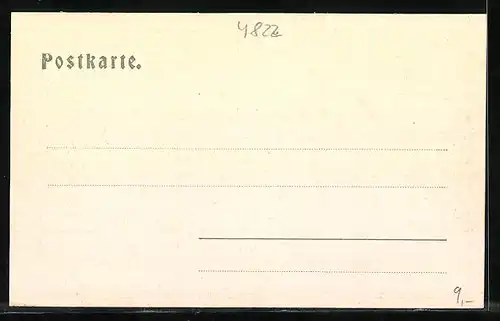 4822
Postkarte.
9,-